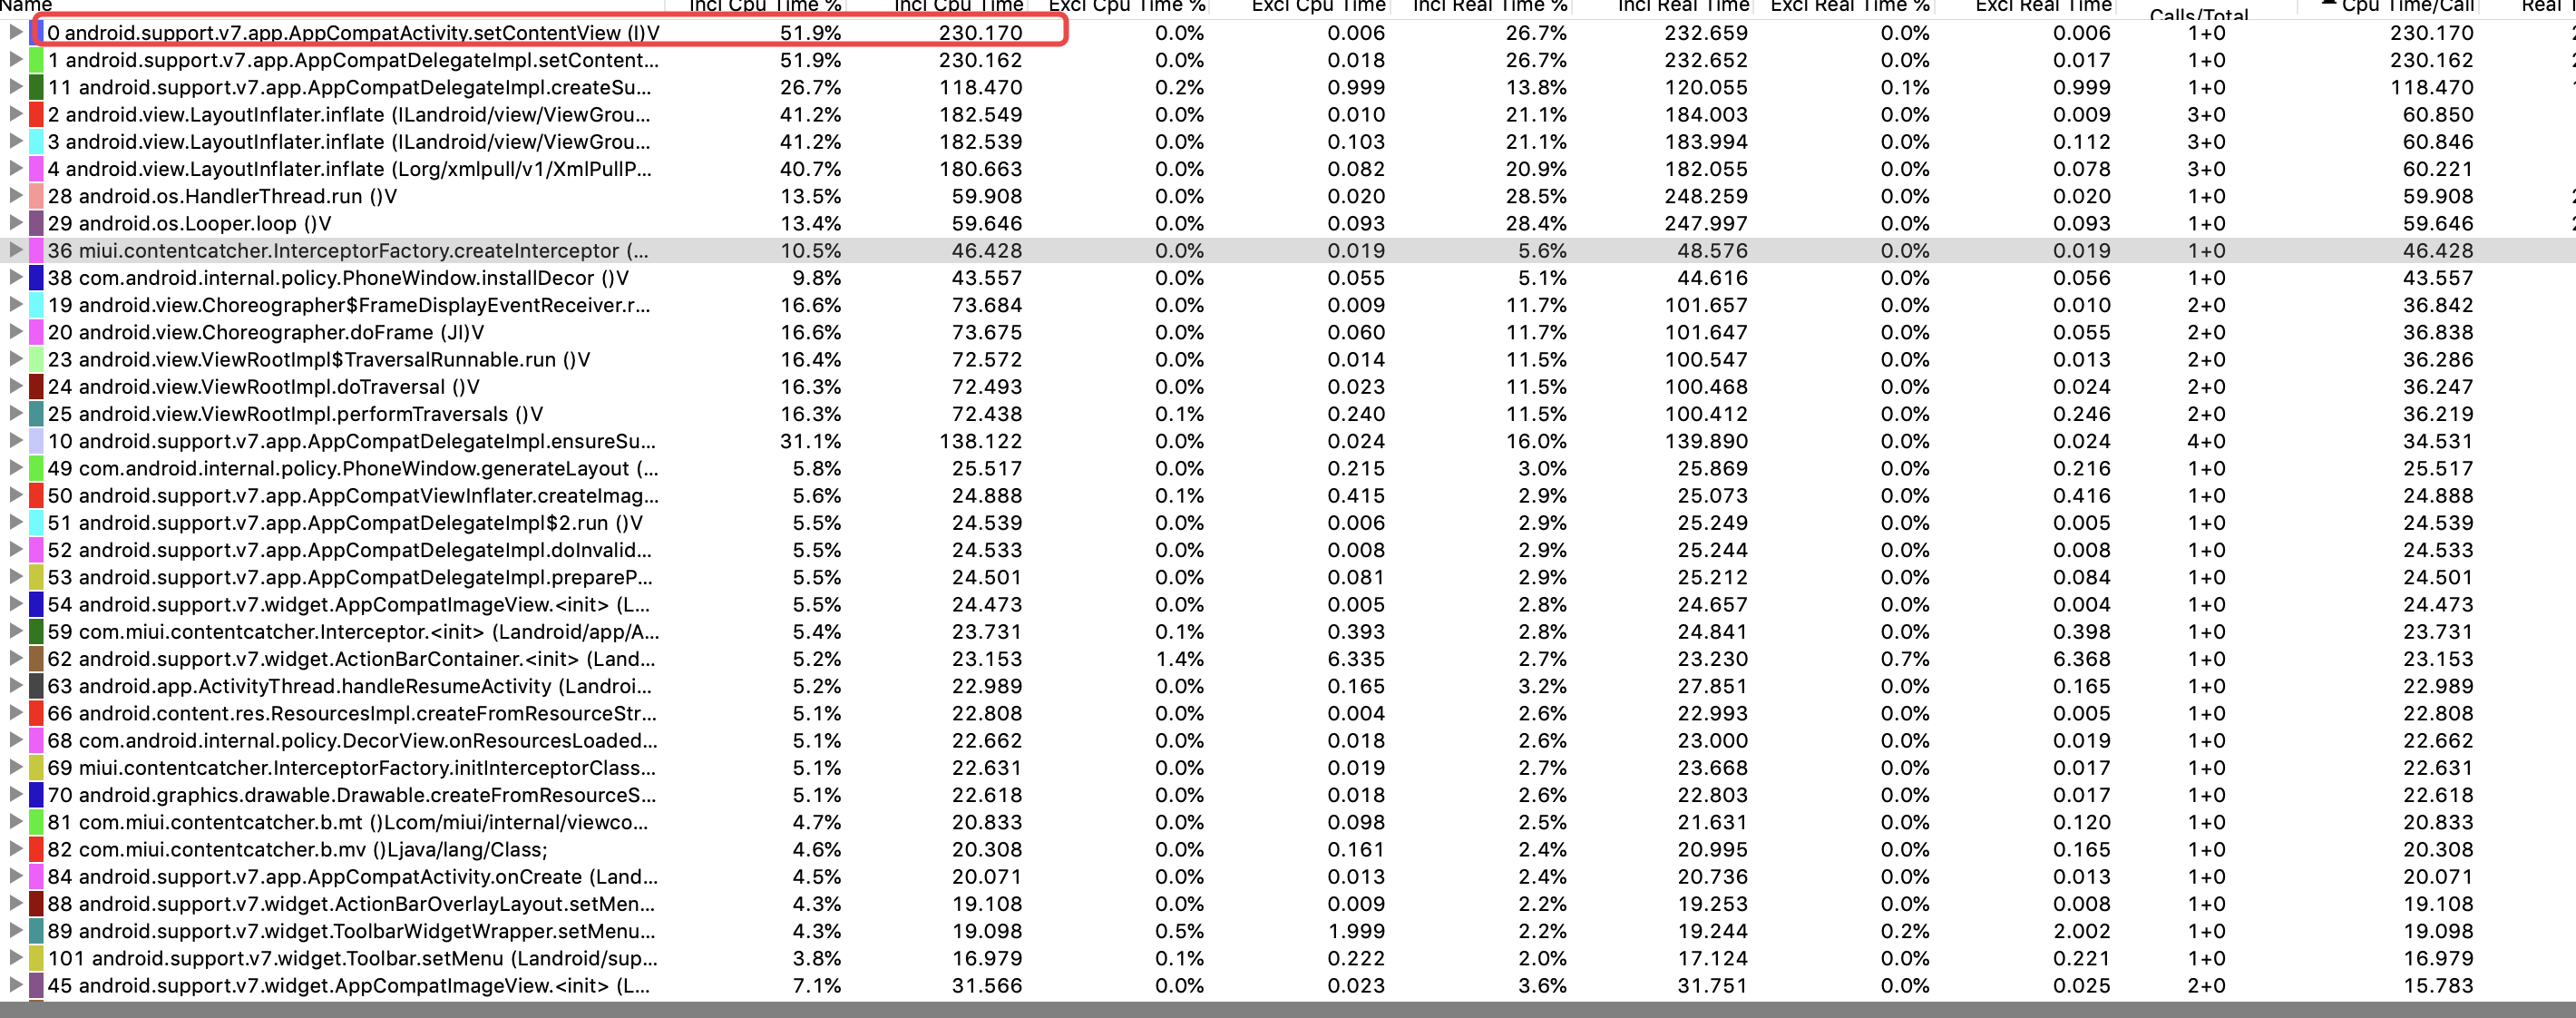 Name Incl Cpu Time % Incl Cpu Time Excl Cpu Time % Excl Cpu Time Incl Real Time % Incl Real Time Excl Real Time % Excl Real Time Calls/Total Cpu Time/Call Real
0 android.support.v7.app.AppCompatActivity.setContentView (I)V 51.9% 230.170 0.0% 0.006 26.7% 232.659 0.0% 0.006 1+0 230.170
1 android.support.v7.app.AppCompatDelegateImpl.setContent... 51.9% 230.162 0.0% 0.018 26.7% 232.652 0.0% 0.017 1+0 230.162
11 android.support.v7.app.AppCompatDelegateImpl.createSu... 26.7% 118.470 0.2% 0.999 13.8% 120.055 0.1% 0.999 1+0 118.470
2 android.view.LayoutInflater.inflate (ILandroid/view/ViewGrou... 41.2% 182.549 0.0% 0.010 21.1% 184.003 0.0% 0.009 3+0 60.850
3 android.view.LayoutInflater.inflate (ILandroid/view/ViewGrou... 41.2% 182.539 0.0% 0.103 21.1% 183.994 0.0% 0.112 3+0 60.846
4 android.view.LayoutInflater.inflate (Lorg/xmlpull/v1/XmlPullP... 40.7% 180.663 0.0% 0.082 20.9% 182.055 0.0% 0.078 3+0 60.221
28 android.os.HandlerThread.run ()V 13.5% 59.908 0.0% 0.020 28.5% 248.259 0.0% 0.020 1+0 59.908
29 android.os.Looper.loop ()V 13.4% 59.646 0.0% 0.093 28.4% 247.997 0.0% 0.093 1+0 59.646
36 miui.contentcatcher.InterceptorFactory.createInterceptor (... 10.5% 46.428 0.0% 0.019 5.6% 48.576 0.0% 0.019 1+0 46.428
38 com.android.internal.policy.PhoneWindow.installDecor ()V 9.8% 43.557 0.0% 0.055 5.1% 44.616 0.0% 0.056 1+0 43.557
19 android.view.Choreographer$FrameDisplayEventReceiver.r... 16.6% 73.684 0.0% 0.009 11.7% 101.657 0.0% 0.010 2+0 36.842
20 android.view.Choreographer.doFrame (JI)V 16.6% 73.675 0.0% 0.060 11.7% 101.647 0.0% 0.055 2+0 36.838
23 android.view.ViewRootImpl$TraversalRunnable.run ()V 16.4% 72.572 0.0% 0.014 11.5% 100.547 0.0% 0.013 2+0 36.286
24 android.view.ViewRootImpl.doTraversal ()V 16.3% 72.493 0.0% 0.023 11.5% 100.468 0.0% 0.024 2+0 36.247
25 android.view.ViewRootImpl.performTraversals ()V 16.3% 72.438 0.1% 0.240 11.5% 100.412 0.0% 0.246 2+0 36.219
10 android.support.v7.app.AppCompatDelegateImpl.ensureSu... 31.1% 138.122 0.0% 0.024 16.0% 139.890 0.0% 0.024 4+0 34.531
49 com.android.internal.policy.PhoneWindow.generateLayout (... 5.8% 25.517 0.0% 0.215 3.0% 25.869 0.0% 0.216 1+0 25.517
50 android.support.v7.app.AppCompatViewInflater.createImag... 5.6% 24.888 0.1% 0.415 2.9% 25.073 0.0% 0.416 1+0 24.888
51 android.support.v7.app.AppCompatDelegateImpl$2.run ()V 5.5% 24.539 0.0% 0.006 2.9% 25.249 0.0% 0.005 1+0 24.539
52 android.support.v7.app.AppCompatDelegateImpl.doInvalid... 5.5% 24.533 0.0% 0.008 2.9% 25.244 0.0% 0.008 1+0 24.533
53 android.support.v7.app.AppCompatDelegateImpl.prepareP... 5.5% 24.501 0.0% 0.081 2.9% 25.212 0.0% 0.084 1+0 24.501
54 android.support.v7.widget.AppCompatImageView.<init> (L... 5.5% 24.473 0.0% 0.005 2.8% 24.657 0.0% 0.004 1+0 24.473
59 com.miui.contentcatcher.Interceptor.<init> (Landroid/app/A... 5.4% 23.731 0.1% 0.393 2.8% 24.841 0.0% 0.398 1+0 23.731
62 android.support.v7.widget.ActionBarContainer.<init> (Land... 5.2% 23.153 1.4% 6.335 2.7% 23.230 0.7% 6.368 1+0 23.153
63 android.app.ActivityThread.handleResumeActivity (Landroi... 5.2% 22.989 0.0% 0.165 3.2% 27.851 0.0% 0.165 1+0 22.989
66 android.content.res.ResourcesImpl.createFromResourceStr... 5.1% 22.808 0.0% 0.004 2.6% 22.993 0.0% 0.005 1+0 22.808
68 com.android.internal.policy.DecorView.onResourcesLoaded... 5.1% 22.662 0.0% 0.018 2.6% 23.000 0.0% 0.019 1+0 22.662
69 miui.contentcatcher.InterceptorFactory.initInterceptorClass... 5.1% 22.631 0.0% 0.019 2.7% 23.668 0.0% 0.017 1+0 22.631
70 android.graphics.drawable.Drawable.createFromResourceS... 5.1% 22.618 0.0% 0.018 2.6% 22.803 0.0% 0.017 1+0 22.618
81 com.miui.contentcatcher.b.mt ()Lcom/miui/internal/viewco... 4.7% 20.833 0.0% 0.098 2.5% 21.631 0.0% 0.120 1+0 20.833
82 com.miui.contentcatcher.b.mv ()Ljava/lang/Class; 4.6% 20.308 0.0% 0.161 2.4% 20.995 0.0% 0.165 1+0 20.308
84 android.support.v7.app.AppCompatActivity.onCreate (Land... 4.5% 20.071 0.0% 0.013 2.4% 20.736 0.0% 0.013 1+0 20.071
88 android.support.v7.widget.ActionBarOverlayLayout.setMen... 4.3% 19.108 0.0% 0.009 2.2% 19.253 0.0% 0.008 1+0 19.108
89 android.support.v7.widget.ToolbarWidgetWrapper.setMenu... 4.3% 19.098 0.5% 1.999 2.2% 19.244 0.2% 2.002 1+0 19.098
101 android.support.v7.widget.Toolbar.setMenu (Landroid/sup... 3.8% 16.979 0.1% 0.222 2.0% 17.124 0.0% 0.221 1+0 16.979
45 android.support.v7.widget.AppCompatImageView.<init> (L... 7.1% 31.566 0.0% 0.023 3.6% 31.751 0.0% 0.025 2+0 15.783